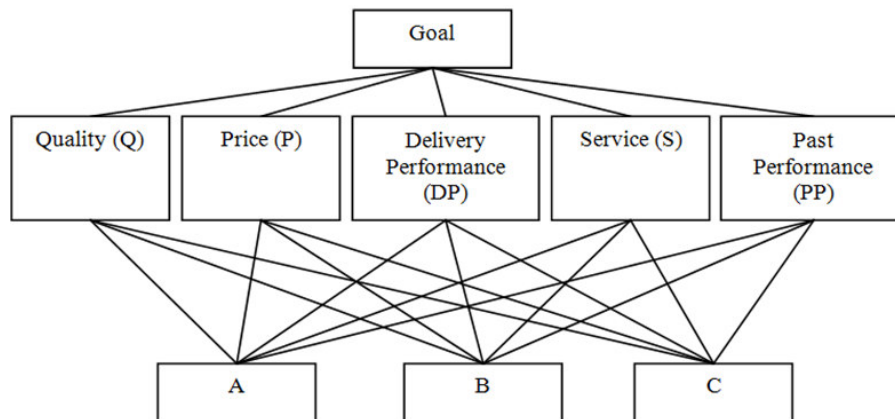 Goal
Quality (Q)
Price (P)
Delivery
Performance
(DP)
Service (S)
Past
Performance
(PP)
A
B
C